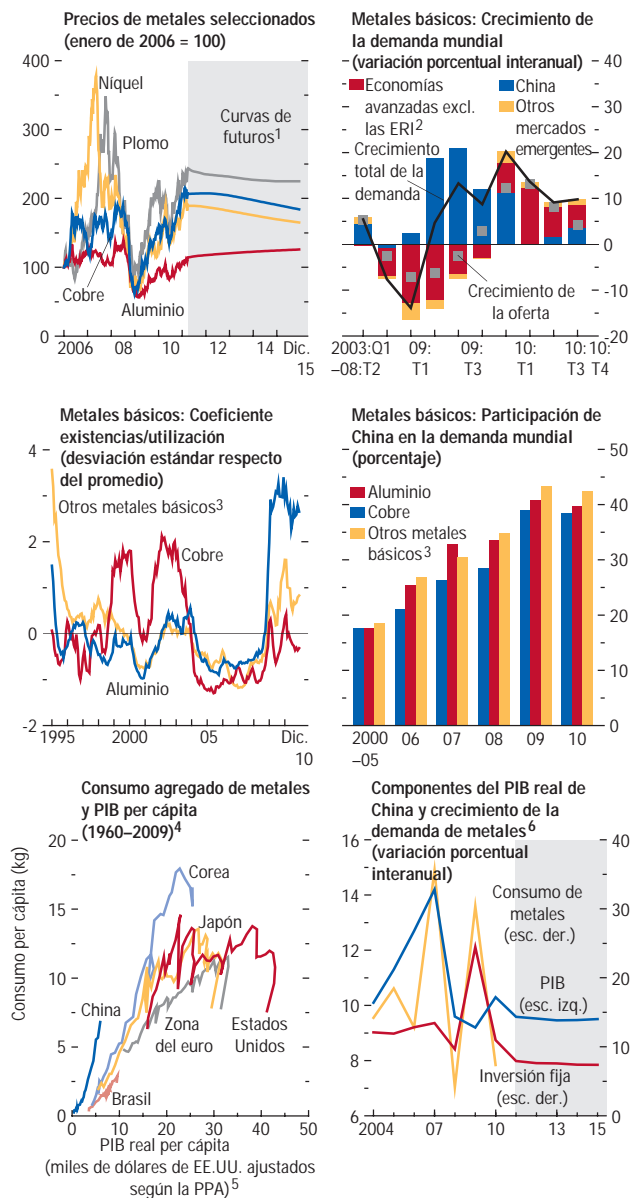 Precios de metales seleccionados
(enero de 2006 = 100)
400
300
200
100
0
Níquel
Plomo
Curvas de
futuros1
Cobre
Aluminio
2006
08
10
12
14
Dic.
15
Metales básicos: Crecimiento de
la demanda mundial
(variación porcentual interanual)
Economías
avanzadas excl.
las ERI2
China
Otros
mercados
emergentes
Crecimiento
total de la
demanda
Crecimiento de
la oferta
40
30
20
10
0
-10
-20
2003:Q1
–08:T2
09:
T1
09:
T3
10:
T1
10:
T3
10:
T4
Metales básicos: Coeficiente
existencias/utilización
(desviación estándar respecto
del promedio)
4
2
0
-2
Otros metales básicos3
Cobre
Aluminio
1995
2000
05
Dic.
10
Metales básicos: Participación de
China en la demanda mundial
(porcentaje)
Aluminio
Cobre
Otros metales
básicos3
50
40
30
20
10
0
2000
–05
06
07
08
09
10
Consumo agregado de metales
y PIB per cápita
(1960–2009)4
Consumo per cápita (kg)
20
15
10
5
0
Corea
Japón
China
Zona
del euro
Estados
Unidos
Brasil
0
10
20
30
40
50
PIB real per cápita
(miles de dólares de EE.UU. ajustados
según la PPA)5
Componentes del PIB real de
China y crecimiento de la
demanda de metales6
(variación porcentual
interanual)
16
14
12
10
8
6
40
30
20
10
0
Consumo de
metales
(esc. der.)
PIB
(esc. izq.)
Inversión fija
(esc. der.)
2004
07
10
15